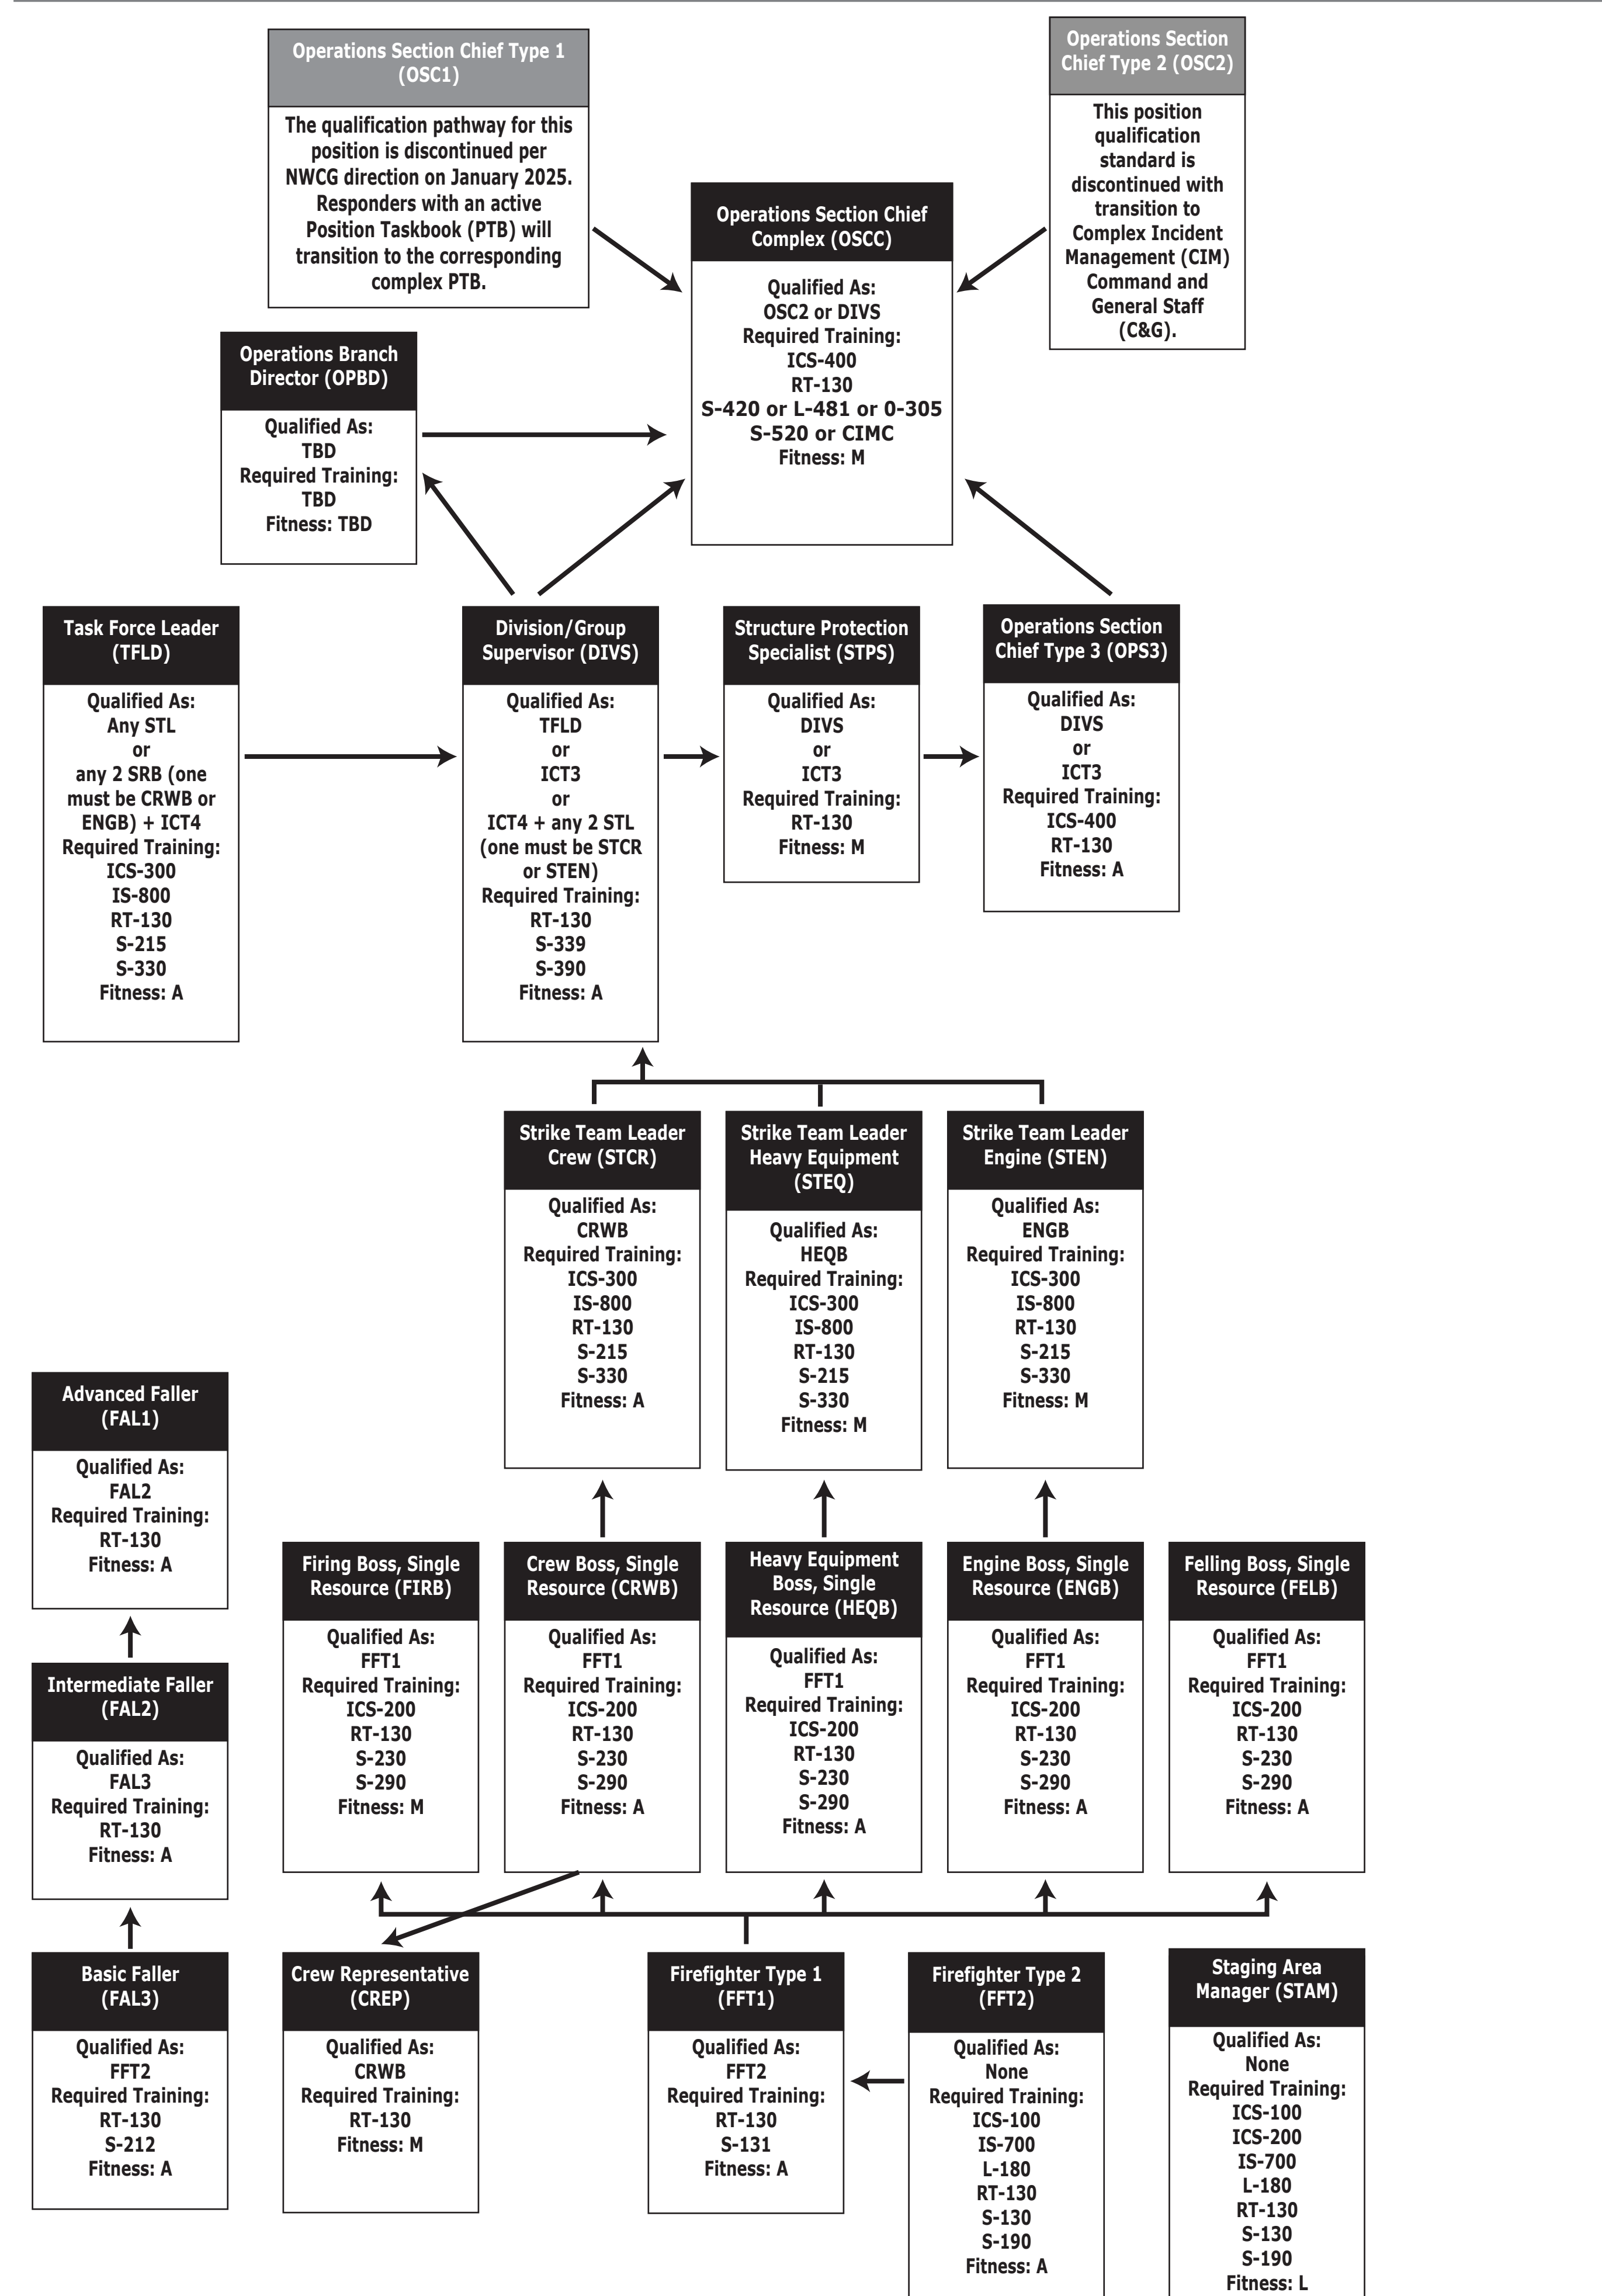 Operations Section Chief Type 1
(OSC1)
The qualification pathway for this
position is discontinued per
NWCG direction on January 2025.
Responders with an active
Position Taskbook (PTB) will
transition to the corresponding
complex PTB.
Operations Section
Chief Type 2 (OSC2)
This position
qualification
standard is
discontinued with
transition to
Complex Incident
Management (CIM)
Command and
General Staff
(C&G).
Operations Section Chief
Complex (OSCC)
Qualified As:
OSC2 or DIVS
Required Training:
ICS-400
RT-130
S-420 or L-481 or 0-305
S-520 or CIMC
Fitness: M
Operations Branch
Director (OPBD)
Qualified As:
TBD
Required Training:
TBD
Fitness: TBD
Task Force Leader
(TFLD)
Qualified As:
Any STL
or
any 2 SRB (one
must be CRWB or
ENGB) + ICT4
Required Training:
ICS-300
IS-800
RT-130
S-215
S-330
Fitness: A
Division/Group
Supervisor (DIVS)
Qualified As:
TFLD
or
ICT3
or
ICT4 + any 2 STL
(one must be STCR
or STEN)
Required Training:
RT-130
S-339
S-390
Fitness: A
Structure Protection
Specialist (STPS)
Qualified As:
DIVS
or
ICT3
Required Training:
RT-130
Fitness: M
Operations Section
Chief Type 3 (OPS3)
Qualified As:
DIVS
or
ICT3
Required Training:
ICS-400
RT-130
Fitness: A
Strike Team Leader
Crew (STCR)
Qualified As:
CRWB
Required Training:
ICS-300
IS-800
RT-130
S-215
S-330
Fitness: A
Strike Team Leader
Heavy Equipment
(STEQ)
Qualified As:
HEQB
Required Training:
ICS-300
IS-800
RT-130
S-215
S-330
Fitness: M
Strike Team Leader
Engine (STEN)
Qualified As:
ENGB
Required Training:
ICS-300
IS-800
RT-130
S-215
S-330
Fitness: M
Advanced Faller
(FAL1)
Qualified As:
FAL2
Required Training:
RT-130
Fitness: A
Intermediate Faller
(FAL2)
Qualified As:
FAL3
Required Training:
RT-130
Fitness: A
Firing Boss, Single
Resource (FIRB)
Qualified As:
FFT1
Required Training:
ICS-200
RT-130
S-230
S-290
Fitness: M
Crew Boss, Single
Resource (CRWB)
Qualified As:
FFT1
Required Training:
ICS-200
RT-130
S-230
S-290
Fitness: A
Heavy Equipment
Boss, Single
Resource (HEQB)
Qualified As:
FFT1
Required Training:
ICS-200
RT-130
S-230
S-290
Fitness: A
Engine Boss, Single
Resource (ENGB)
Qualified As:
FFT1
Required Training:
ICS-200
RT-130
S-230
S-290
Fitness: A
Felling Boss, Single
Resource (FELB)
Qualified As:
FFT1
Required Training:
ICS-200
RT-130
S-230
S-290
Fitness: A
Basic Faller
(FAL3)
Qualified As:
FFT2
Required Training:
RT-130
S-212
Fitness: A
Crew Representative
(CREP)
Qualified As:
CRWB
Required Training:
RT-130
Fitness: M
Firefighter Type 1
(FFT1)
Qualified As:
FFT2
Required Training:
RT-130
S-131
Fitness: A
Firefighter Type 2
(FFT2)
Qualified As:
None
Required Training:
ICS-100
IS-700
L-180
RT-130
S-130
S-190
Fitness: A
Staging Area
Manager (STAM)
Qualified As:
None
Required Training:
ICS-100
ICS-200
IS-700
L-180
RT-130
S-130
S-190
Fitness: L